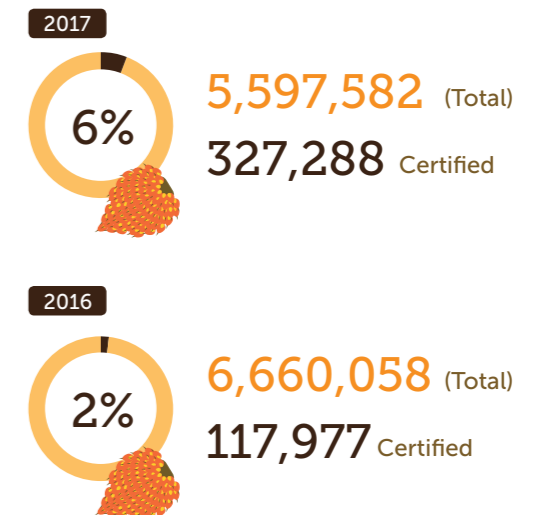 2017
6%
5,597,582 (Total)
327,288 Certified
2016
2%
6,660,058 (Total)
117,977 Certified